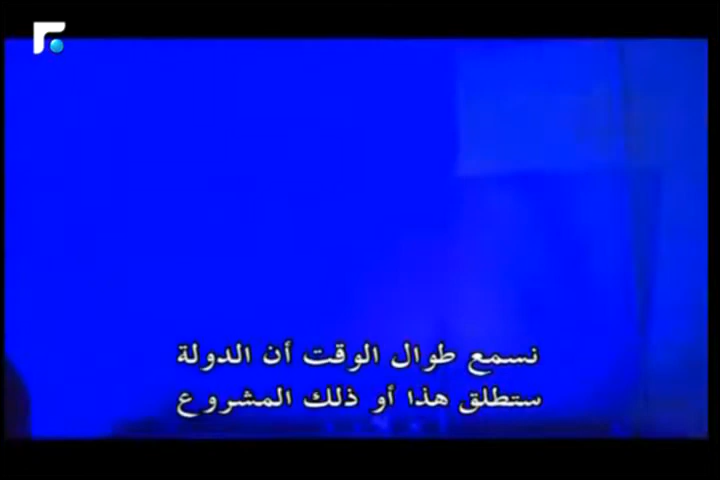 نسمع طوال الوقت أن الدولة
ستطلق هذا أو ذلك المشروع